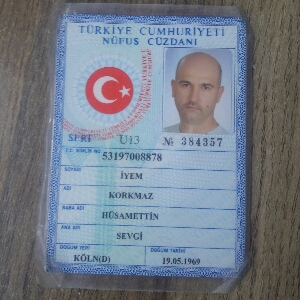 TÜRKİYE CUMHURİYETİ
NÜFUS CÜZDANI
SERİ U13 № 384357
T.C. KİMLİK NO 53197008878
SOYADI
İYEM
ADI
KORKMAZ
BABA ADI
HÜSAMETTİN
ANA ADI
SEVGİ
DOĞUM YERİ DOĞUM TARİHİ
KÖLN(D) 19.05.1969